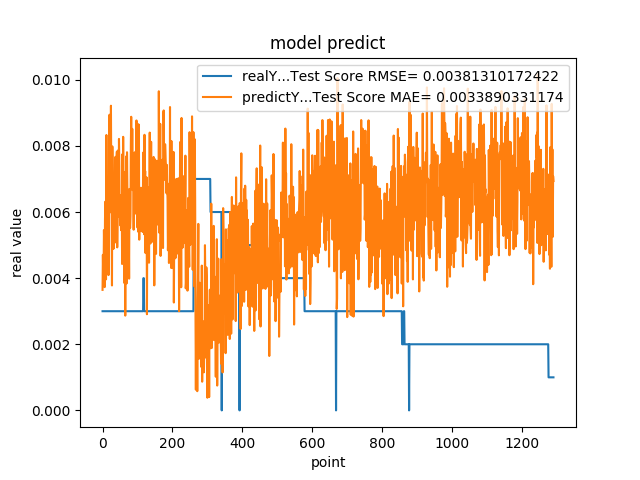 model predict
realY...Test Score RMSE= 0.00381310172422
predictY...Test Score MAE= 0.0033890331174
real value
0.010
0.008
0.006
0.004
0.002
0.000
0 200 400 600 800 1000 1200
point